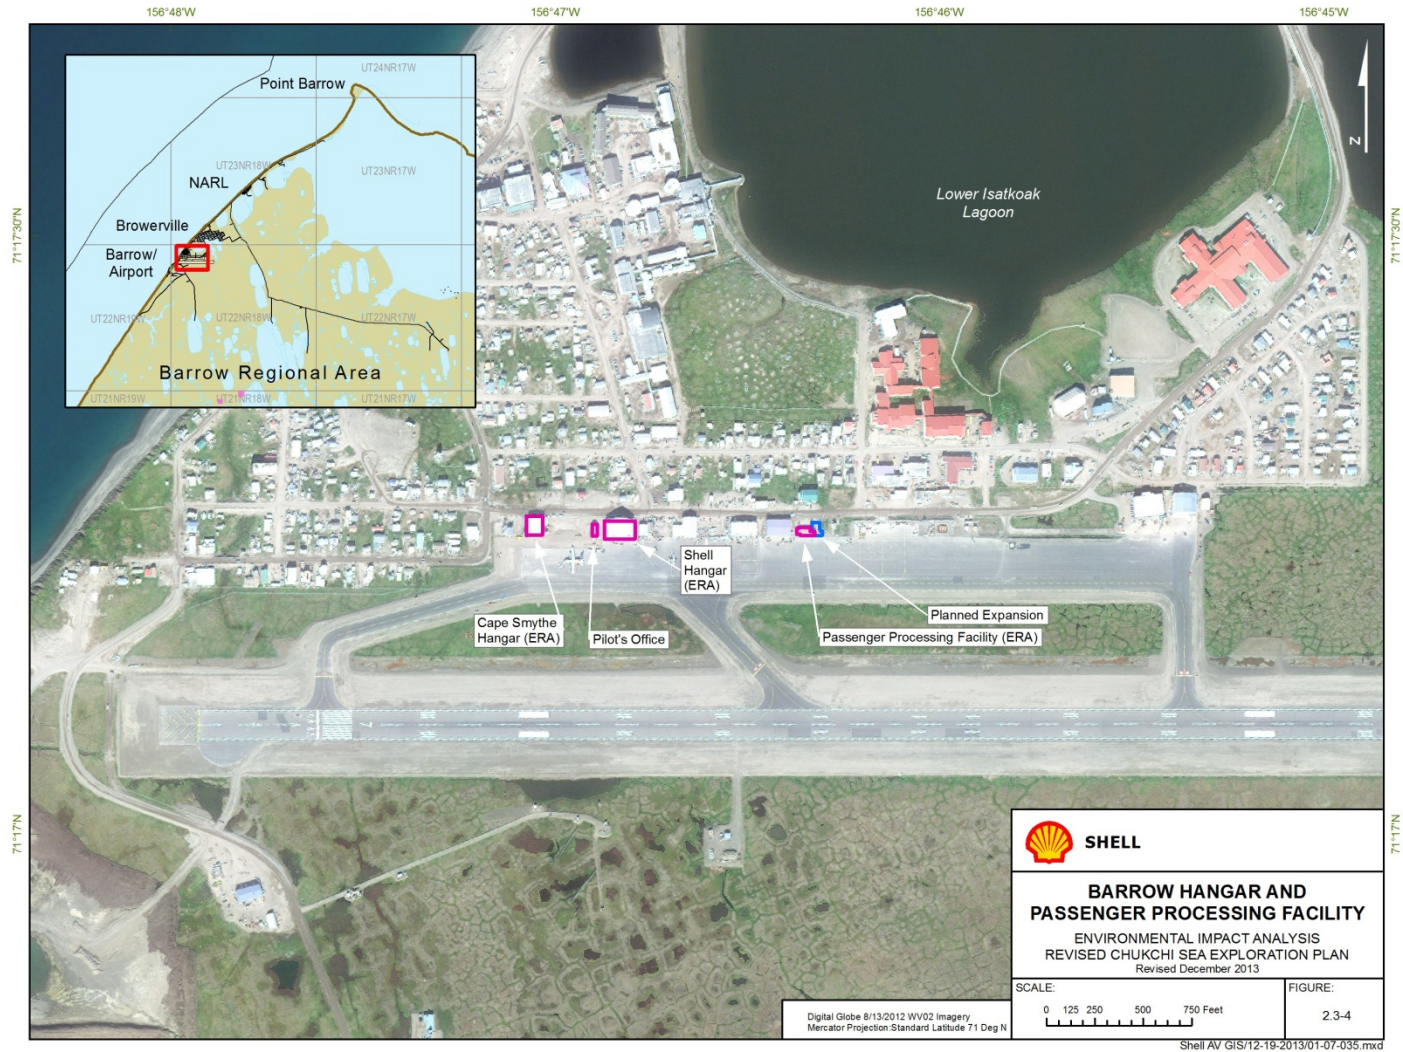 156°48'W
156°47'W
156°46'W
156°45'W
71°17'30"N
71°17'30"N
71°17'N
71°17'N
UT24NR17W
Point Barrow
UT23NR18W
UT23NR17W
NARL
Browerville
Barrow/
Airport
UT22NR19W
UT22NR18W
UT22NR17W
Barrow Regional Area
UT21NR19W
UT21NR18W
UT21NR17W
N
Lower Isatkoak
Lagoon
Shell
Hangar
(ERA)
Cape Smythe
Hangar (ERA)
Pilot's Office
Planned Expansion
Passenger Processing Facility (ERA)
SHELL
BARROW HANGAR AND
PASSENGER PROCESSING FACILITY
ENVIRONMENTAL IMPACT ANALYSIS
REVISED CHUKCHI SEA EXPLORATION PLAN
Revised December 2013
SCALE:
0 125 250 500 750 Feet
FIGURE:
2.3-4
Digital Globe 8/13/2012 WV02 Imagery
Mercator Projection:Standard Latitude 71 Deg N
Shell AV GIS/12-19-2013/01-07-035.mxd